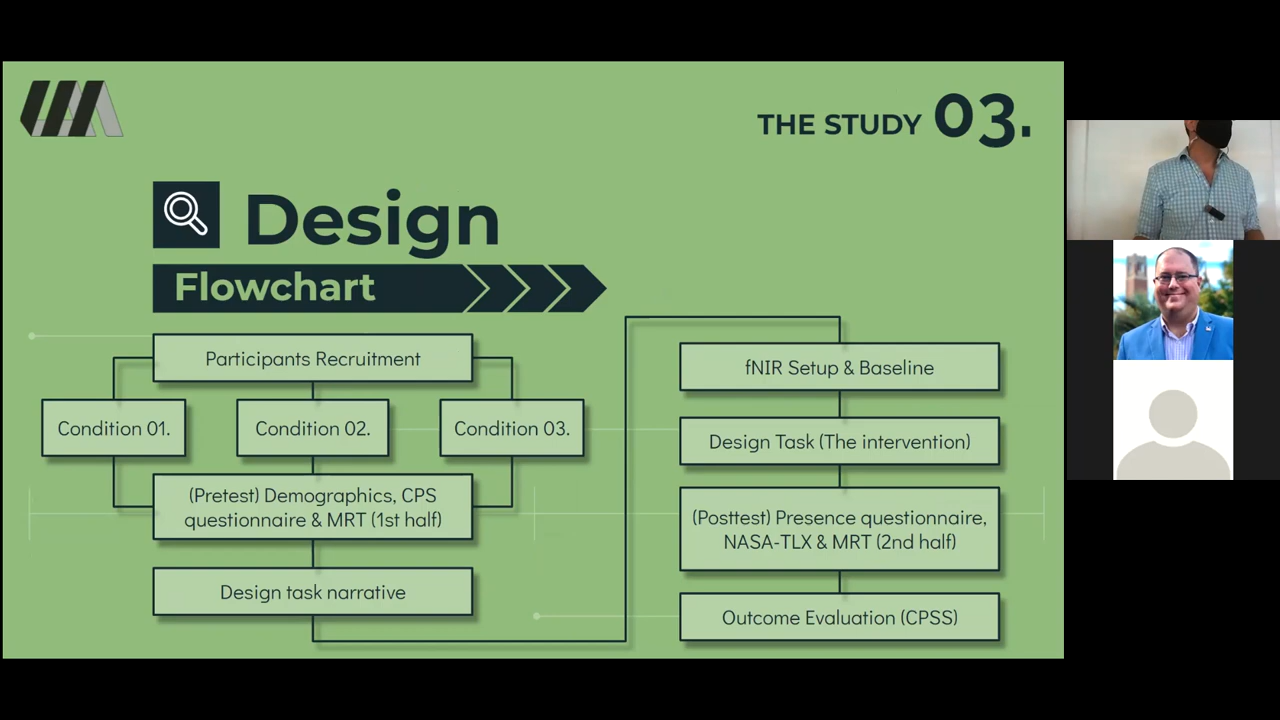 THE STUDY 03.
Design
Flowchart
Participants Recruitment
Condition 01.
Condition 02.
Condition 03.
(Pretest) Demographics, CPS
questionnaire & MRT (1st half)
Design task narrative
fNIR Setup & Baseline
Design Task (The intervention)
(Posttest) Presence questionnaire,
NASA-TLX & MRT (2nd half)
Outcome Evaluation (CPSS)